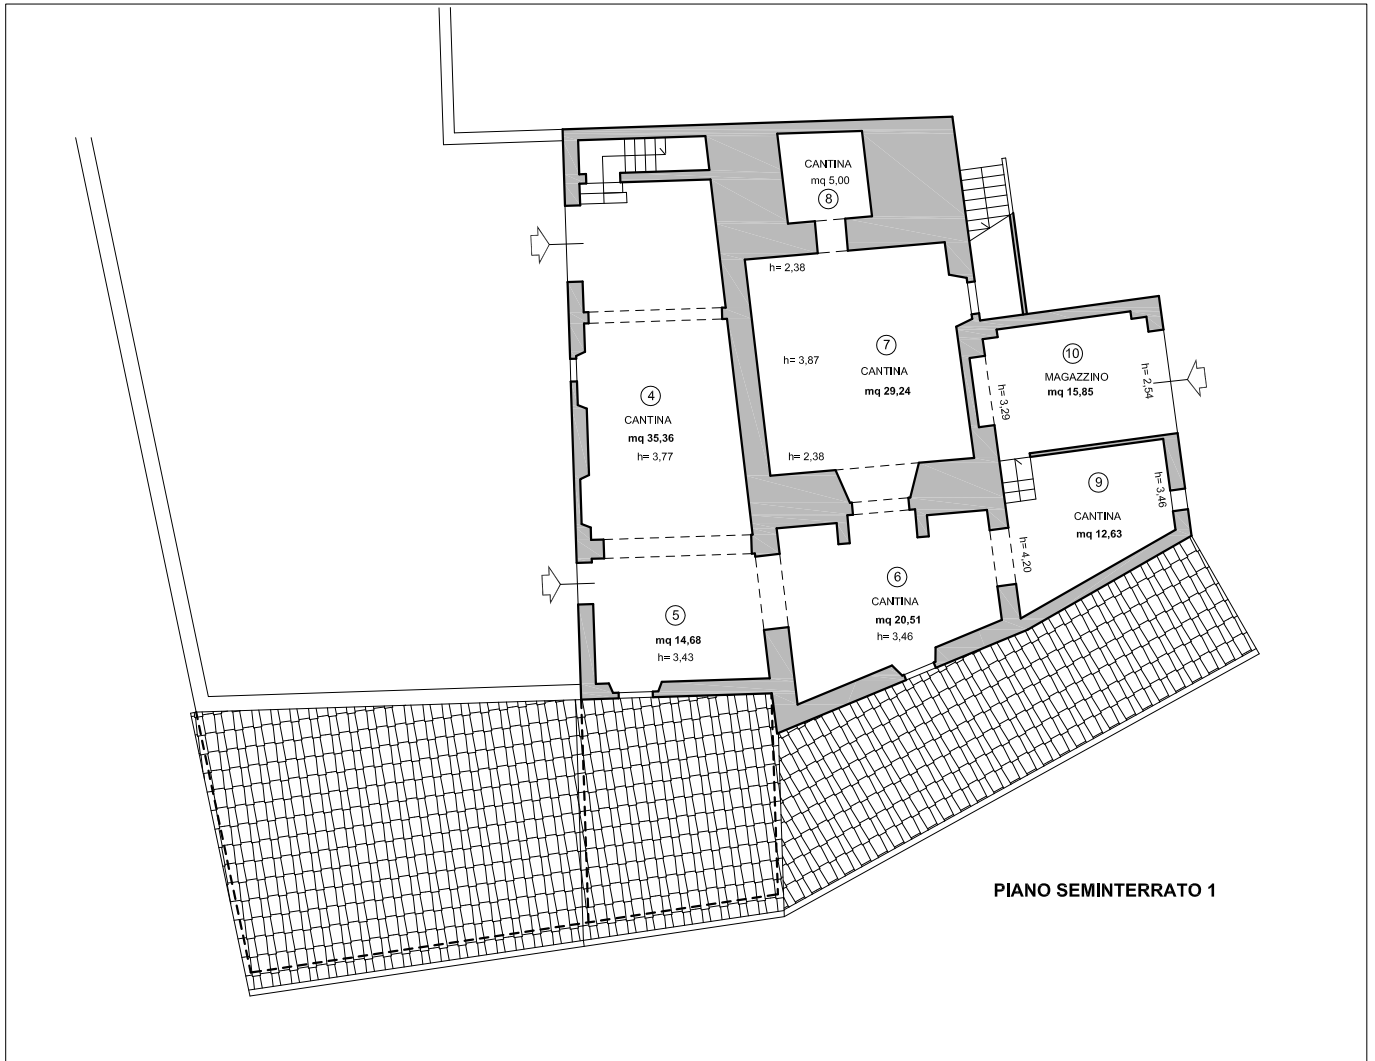 CANTINA
mq 5,00
8
h= 2,38
7
h= 3,87
CANTINA
mq 29,24
h= 2,38
10
MAGAZZINO
mq 15,85
h= 2,54
h= 3,29
4
CANTINA
mq 35,36
h= 3,77
9
h= 3,46
CANTINA
mq 12,63
h= 4,20
6
CANTINA
mq 20,51
h= 3,46
5
mq 14,68
h= 3,43
PIANO SEMINTERRATO 1